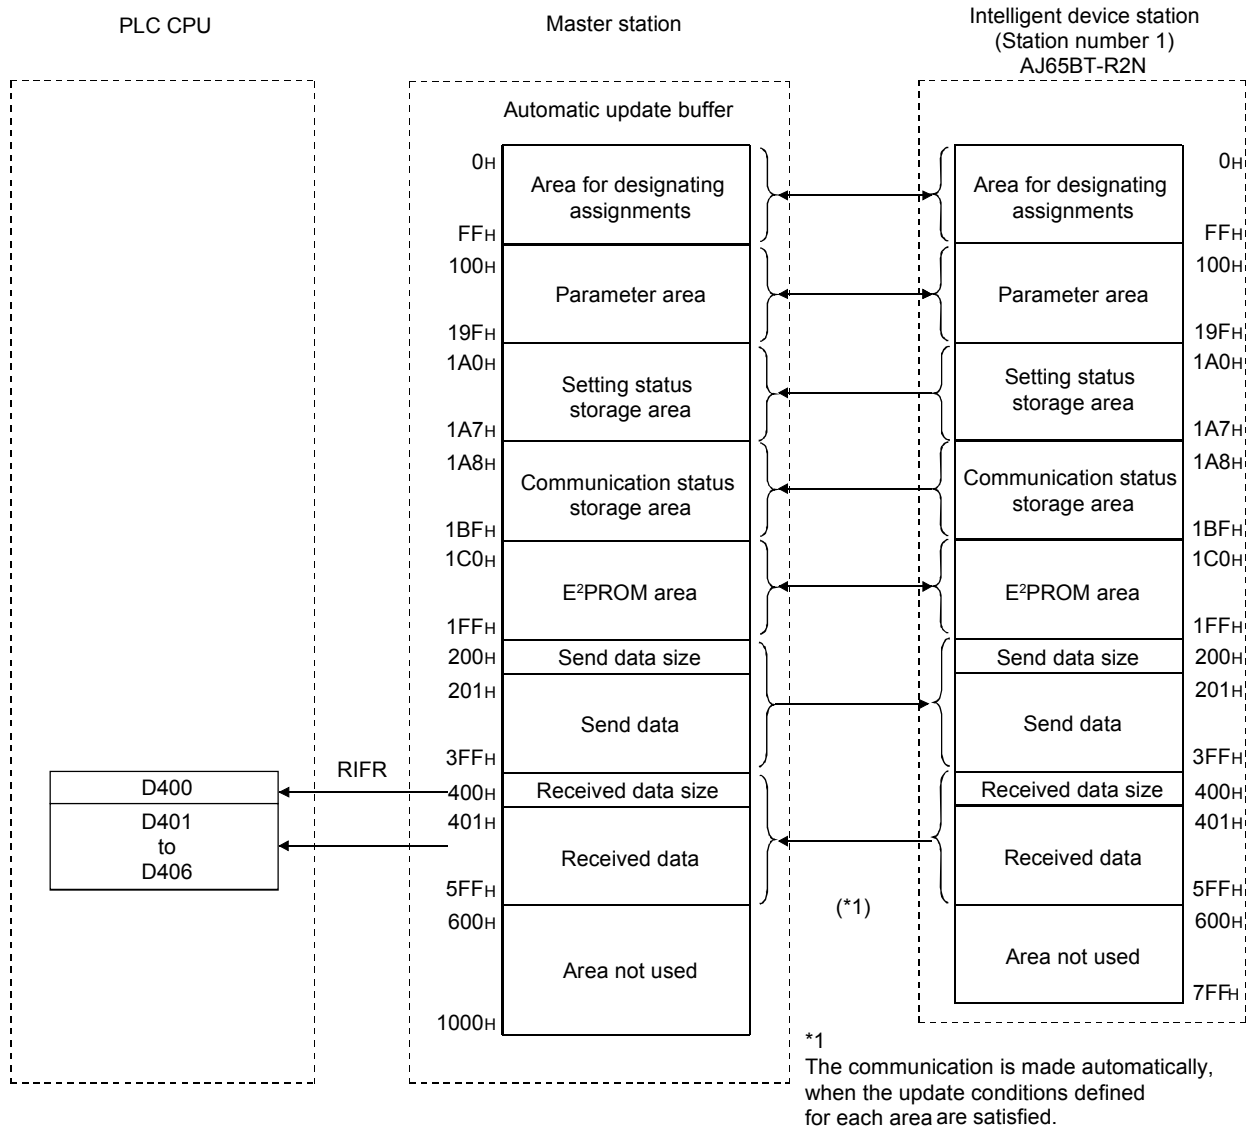 PLC CPU
Master station
Intelligent device station
(Station number 1)
AJ65BT-R2N
Automatic update buffer
0H
Area for designating
assignments
FFH
100H
Parameter area
19FH
1A0H
Setting status
storage area
1A7H
1A8H
Communication status
storage area
1BFH
1C0H
E²PROM area
1FFH
200H
Send data size
201H
Send data
3FFH
400H
Received data size
401H
Received data
5FFH
600H
Area not used
1000H
RIFR
D400
D401
to
D406
0H
Area for designating
assignments
FFH
100H
Parameter area
19FH
1A0H
Setting status
storage area
1A7H
1A8H
Communication status
storage area
1BFH
1C0H
E²PROM area
1FFH
200H
Send data size
201H
Send data
3FFH
400H
Received data size
401H
Received data
5FFH
600H
Area not used
7FFH
(*1)
*1
The communication is made automatically,
when the update conditions defined
for each area are satisfied.